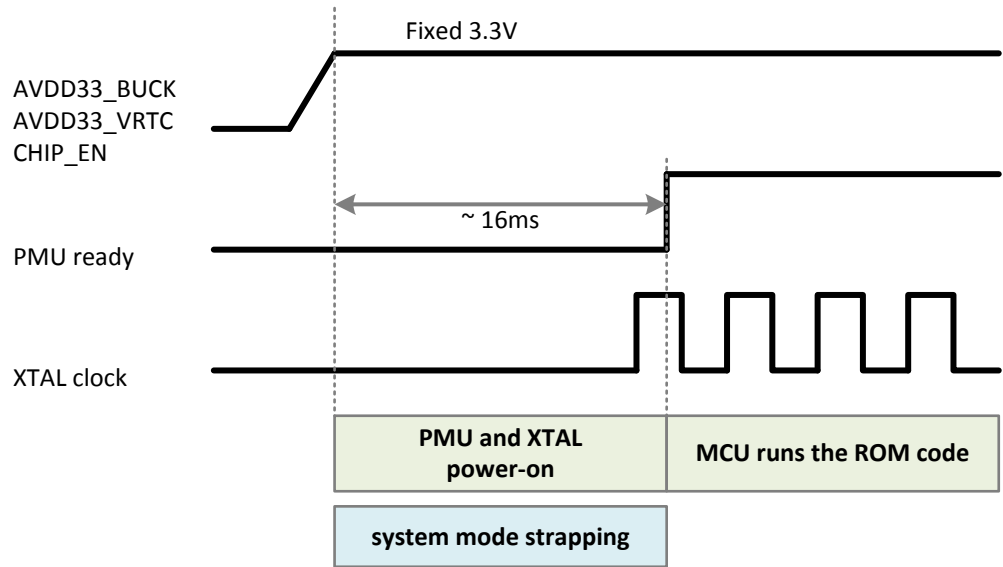 Fixed 3.3V
AVDD33_BUCK
AVDD33_VRTC
CHIP_EN
~ 16ms
PMU ready
XTAL clock
PMU and XTAL
power-on
MCU runs the ROM code
system mode strapping